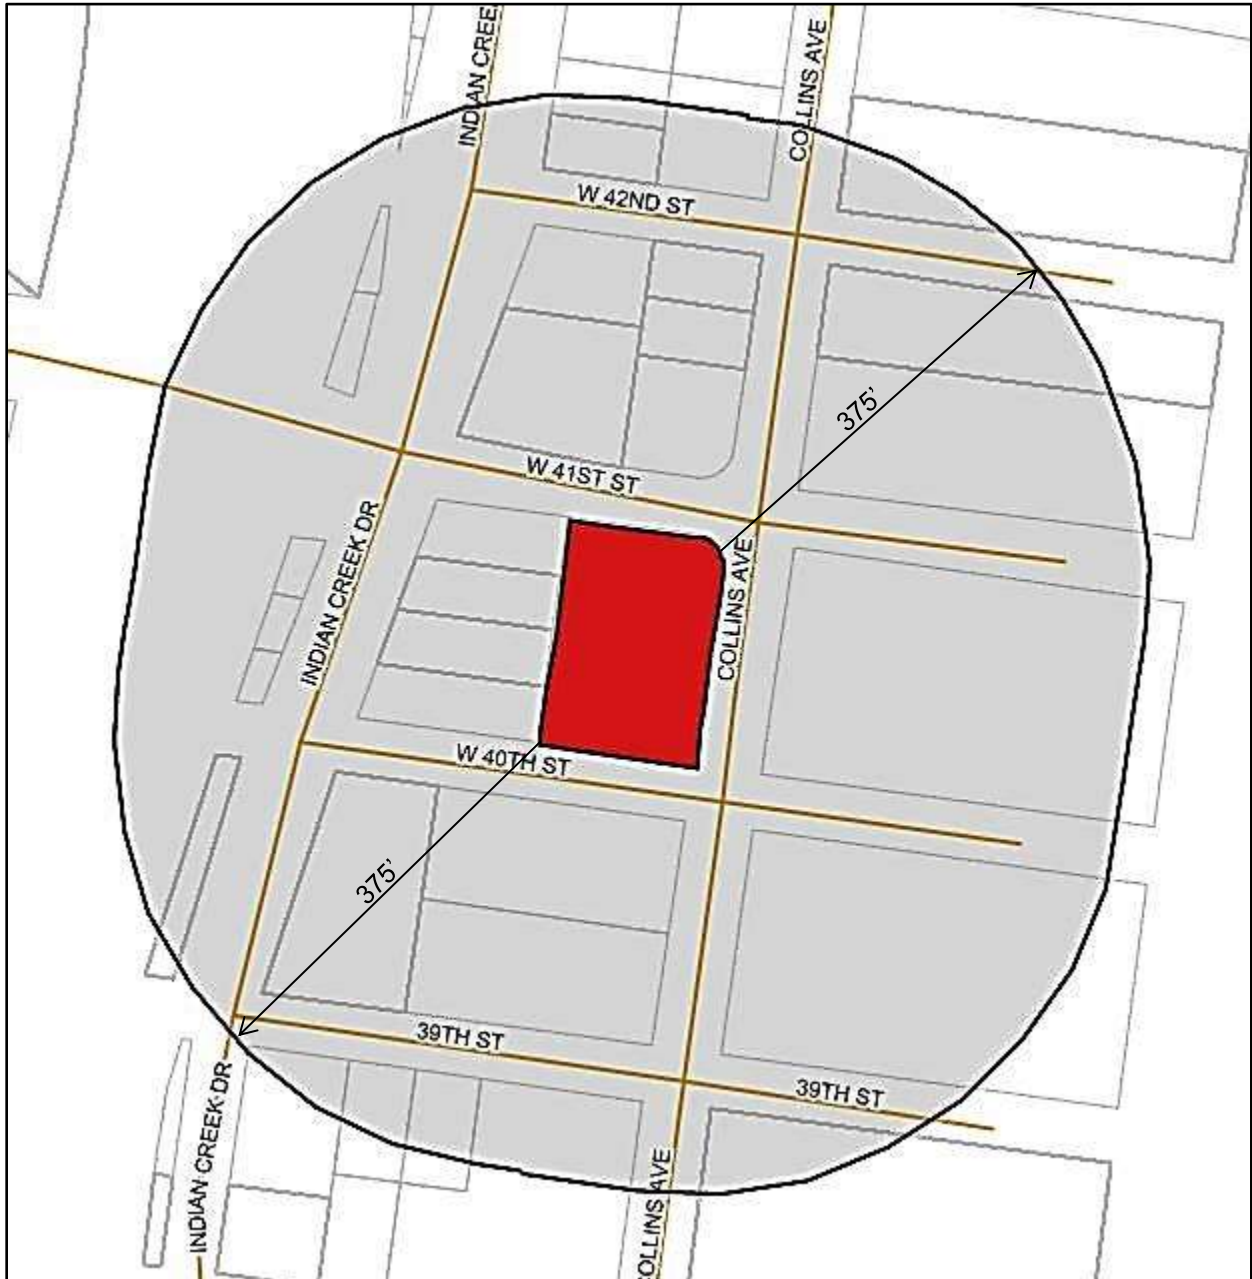 INDIAN CREE
COLLINS AVE
W 42ND ST
375’
W 41ST ST
INDIAN CREEK DR
COLLINS AVE
W 40TH ST
375’
39TH ST
39TH ST
INDIAN CREEK DR
COLLINS AVE